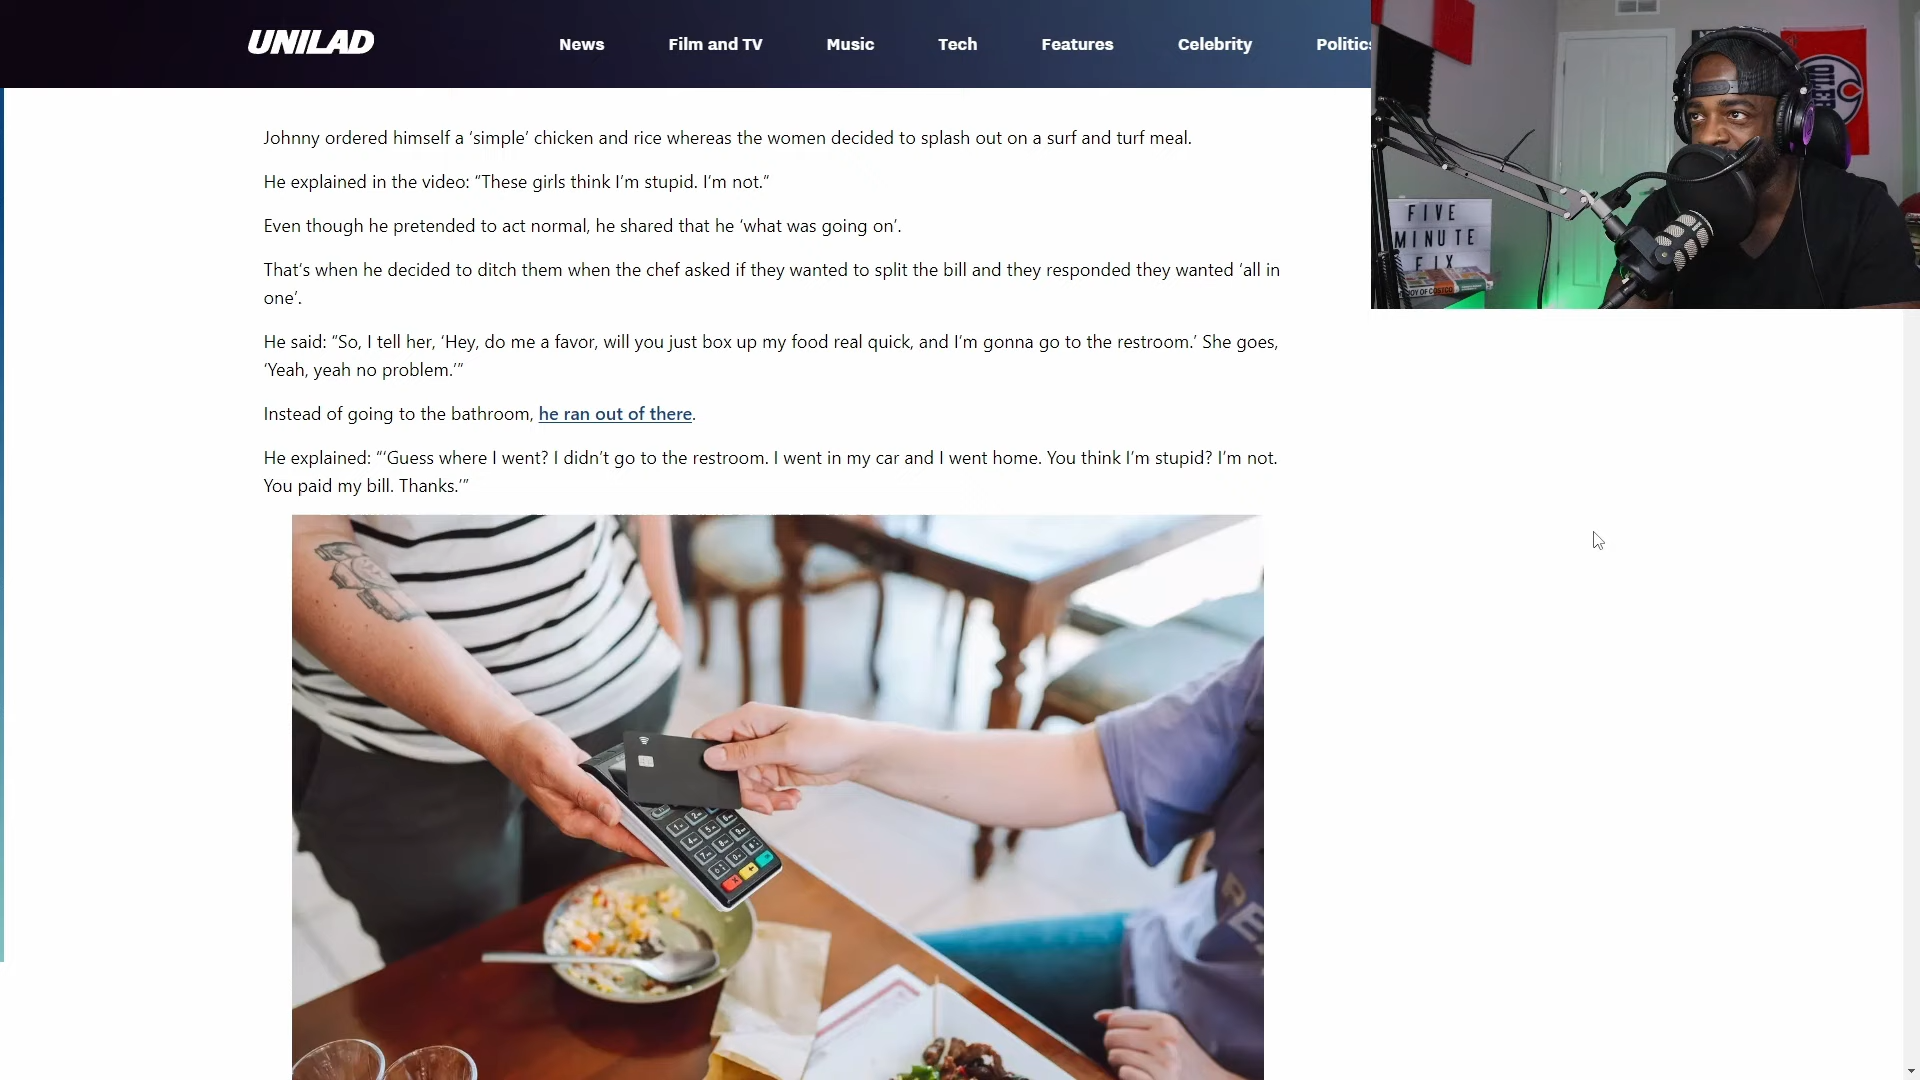 UNILAD
News Film and TV Music Tech Features Celebrity Politics
Johnny ordered himself a ‘simple’ chicken and rice whereas the women decided to splash out on a surf and turf meal.
He explained in the video: “These girls think I’m stupid. I’m not.”
Even though he pretended to act normal, he shared that he ‘what was going on’.
That’s when he decided to ditch them when the chef asked if they wanted to split the bill and they responded they wanted ‘all in
one’.
He said: “So, I tell her, ‘Hey, do me a favor, will you just box up my food real quick, and I’m gonna go to the restroom.’ She goes,
‘Yeah, yeah no problem.’”
Instead of going to the bathroom, he ran out of there.
He explained: “‘Guess where I went? I didn’t go to the restroom. I went in my car and I went home. You think I’m stupid? I’m not.
You paid my bill. Thanks.’”
FIVE
MINUTE
FIX
JOY OF COSTCO
OILERS